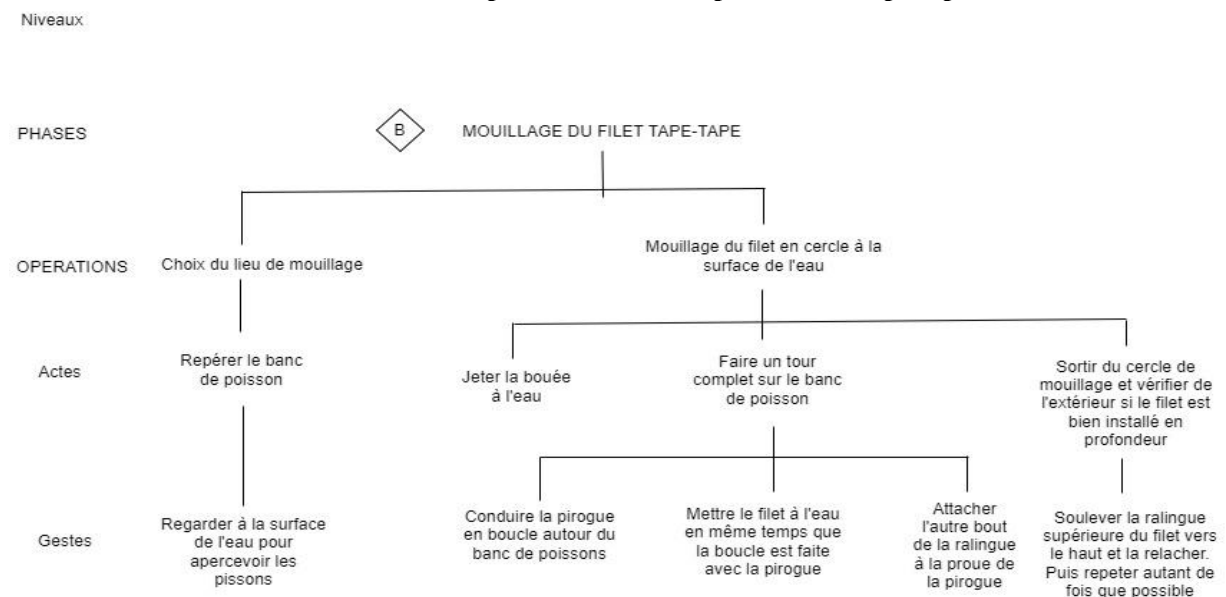 Niveaux
PHASES
B
MOUILLAGE DU FILET TAPE-TAPE
OPERATIONS
Choix du lieu de mouillage
Mouillage du filet en cercle à la
surface de l'eau
Actes
Repérer le banc
de poisson
Jeter la bouée
à l'eau
Faire un tour
complet sur le banc
de poisson
Sortir du cercle de
mouillage et vérifier de
l'extérieur si le filet est
bien installé en
profondeur
Gestes
Regarder à la surface
de l'eau pour
apercevoir les
pissons
Conduire la pirogue
en boucle autour du
banc de poissons
Mettre le filet à l'eau
en même temps que
la boucle est faite
avec la pirogue
Attacher
l'autre bout
de la ralingue
à la proue de
la pirogue
Soulever la ralingue
supérieure du filet vers
le haut et la relacher.
Puis repeter autant de
fois que possible